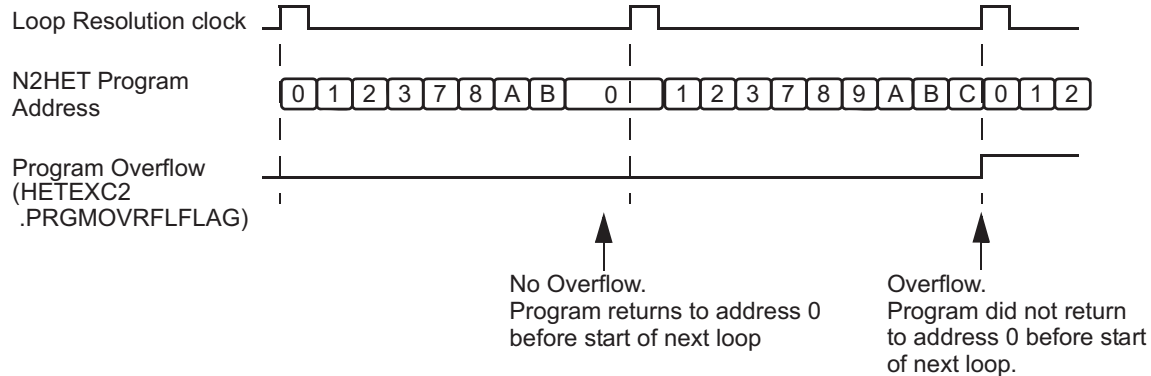 Loop Resolution clock
N2HET Program
Address
0 1 2 3 7 8 A B 0 1 2 3 7 8 9 A B C 0 1 2
Program Overflow
(HETEXC2
.PRGMOVRFLFLAG)
No Overflow.
Program returns to address 0
before start of next loop
Overflow.
Program did not return
to address 0 before start
of next loop.